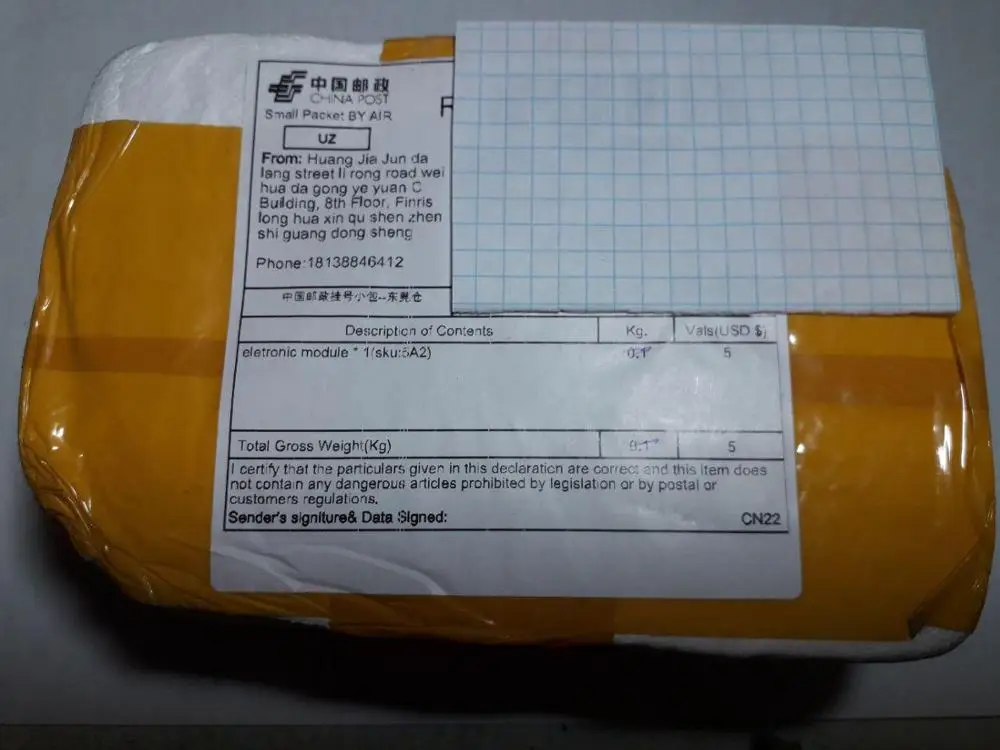 中国邮政
CHINA POST
Small Packet BY AIR
UZ
From: Huang Jia Jun da
lang street li rong road wei
hua da gong ye yuan C
Building, 8th Floor, Finris
long hua xin qu shen zhen
shi guang dong sheng
Phone:18138846412
中国邮政挂号小包--东莞仓
Description of Contents Kg. Vals(USD $)
eletronic module * 1(sku:5A2) 0.1 5
Total Gross Weight(Kg) 0.1 5
I certify that the particulars given in this declaration are correct and this item does
not contain any dangerous articles prohibited by legislation or by postal or
customers regulations.
Sender's signiture& Data Signed: CN22